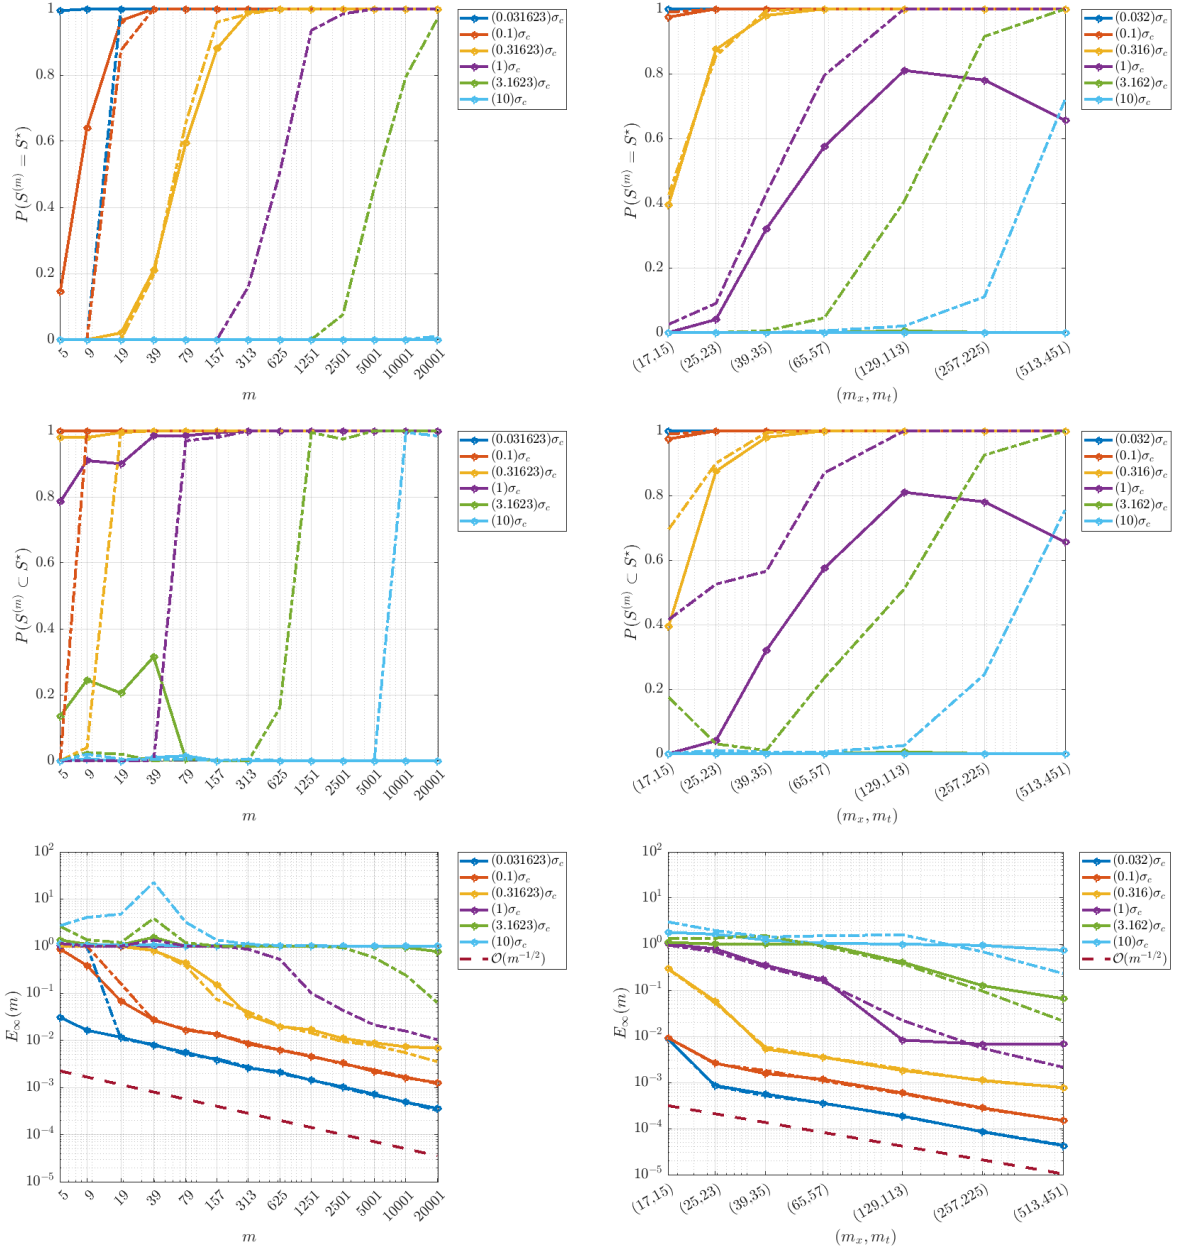 1
0.8
0.6
0.4
0.2
0
P(S^{(m)} = S^⋆)
5 9 19 39 79 157 313 625 1251 2501 5001 10001 20001
m
(0.031623)σ_c
(0.1)σ_c
(0.31623)σ_c
(1)σ_c
(3.1623)σ_c
(10)σ_c
1
0.8
0.6
0.4
0.2
0
P(S^{(m)} = S^⋆)
(17.15) (25.23) (39.35) (65.57) (129.113) (257.225) (513.451)
(m_x, m_t)
(0.032)σ_c
(0.1)σ_c
(0.316)σ_c
(1)σ_c
(3.162)σ_c
(10)σ_c
1
0.8
0.6
0.4
0.2
0
P(S^{(m)} ⊂ S^⋆)
5 9 19 39 79 157 313 625 1251 2501 5001 10001 20001
m
(0.031623)σ_c
(0.1)σ_c
(0.31623)σ_c
(1)σ_c
(3.1623)σ_c
(10)σ_c
1
0.8
0.6
0.4
0.2
0
P(S^{(m)} ⊂ S^⋆)
(17.15) (25.23) (39.35) (65.57) (129.113) (257.225) (513.451)
(m_x, m_t)
(0.032)σ_c
(0.1)σ_c
(0.316)σ_c
(1)σ_c
(3.162)σ_c
(10)σ_c
10^2
10^1
10^0
10^{-1}
10^{-2}
10^{-3}
10^{-4}
10^{-5}
E_∞(m)
5 9 19 39 79 157 313 625 1251 2501 5001 10001 20001
m
(0.031623)σ_c
(0.1)σ_c
(0.31623)σ_c
(1)σ_c
(3.1623)σ_c
(10)σ_c
O(m^{-1/2})
10^2
10^1
10^0
10^{-1}
10^{-2}
10^{-3}
10^{-4}
10^{-5}
E_∞(m)
(17.15) (25.23) (39.35) (65.57) (129.113) (257.225) (513.451)
(m_x, m_t)
(0.032)σ_c
(0.1)σ_c
(0.316)σ_c
(1)σ_c
(3.162)σ_c
(10)σ_c
O(m^{-1/2})